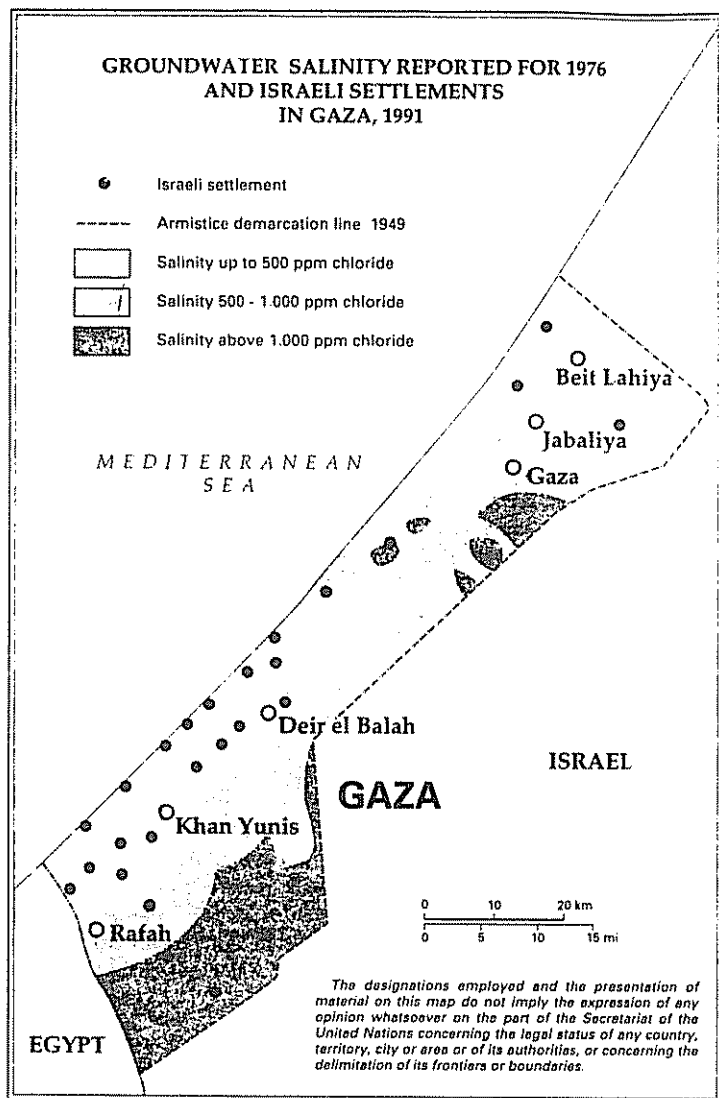 GROUNDWATER SALINITY REPORTED FOR 1976
AND ISRAELI SETTLEMENTS
IN GAZA, 1991
Israeli settlement
Armistice demarcation line 1949
Salinity up to 500 ppm chloride
Salinity 500 - 1.000 ppm chloride
Salinity above 1.000 ppm chloride
Beit Lahiya
Jabaliya
Gaza
MEDITERRANEAN
SEA
Deir el Balah
ISRAEL
GAZA
Khan Yunis
0 10 20 km
0 5 10 15 mi
Rafah
EGYPT
The designations employed and the presentation of
material on this map do not imply the expression of any
opinion whatsoever on the part of the Secretariat of the
United Nations concerning the legal status of any country,
territory, city or area or of its authorities, or concerning the
delimitation of its frontiers or boundaries.